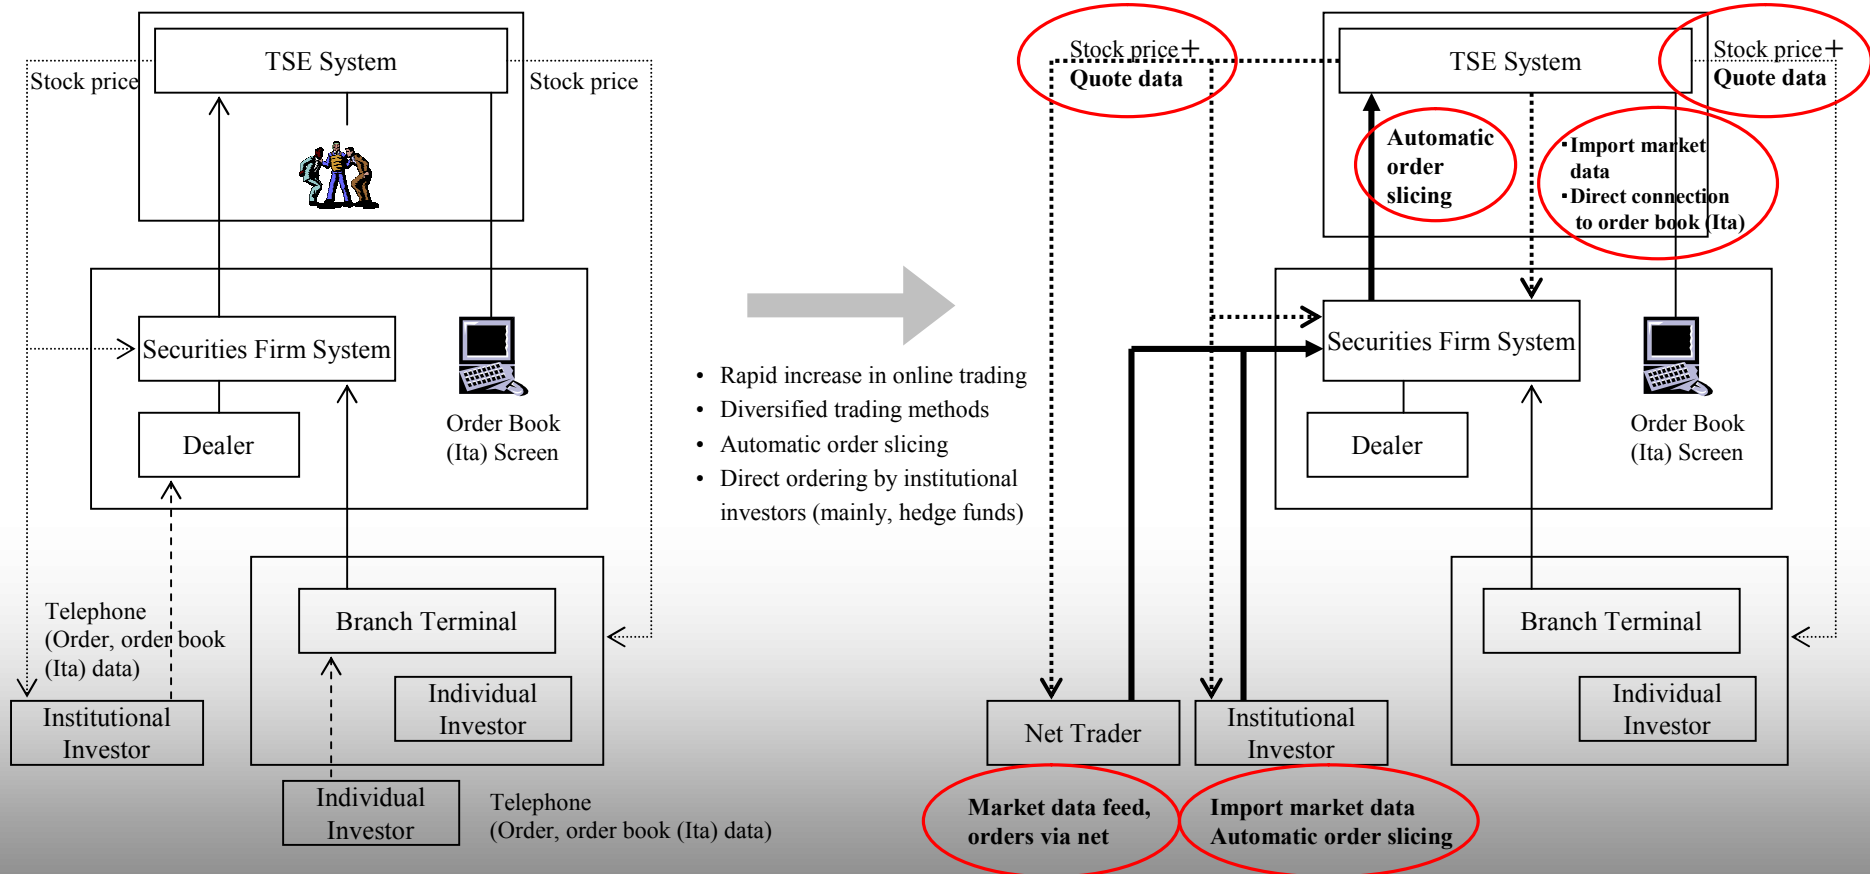 TSE System
Stock price
Stock price
Securities Firm System
Dealer
Order Book
(Ita) Screen
Telephone
(Order, order book
(Ita) data)
Branch Terminal
Individual
Investor
Institutional
Investor
Individual
Investor
Telephone
(Order, order book (Ita) data)
• Rapid increase in online trading
• Diversified trading methods
• Automatic order slicing
• Direct ordering by institutional
investors (mainly, hedge funds)
Stock price+
Quote data
TSE System
Stock price+
Quote data
Automatic
order
slicing
▪Import market
data
▪Direct connection
to order book (Ita)
Securities Firm System
Dealer
Order Book
(Ita) Screen
Branch Terminal
Individual
Investor
Net Trader
Institutional
Investor
Market data feed,
orders via net
Import market data
Automatic order slicing